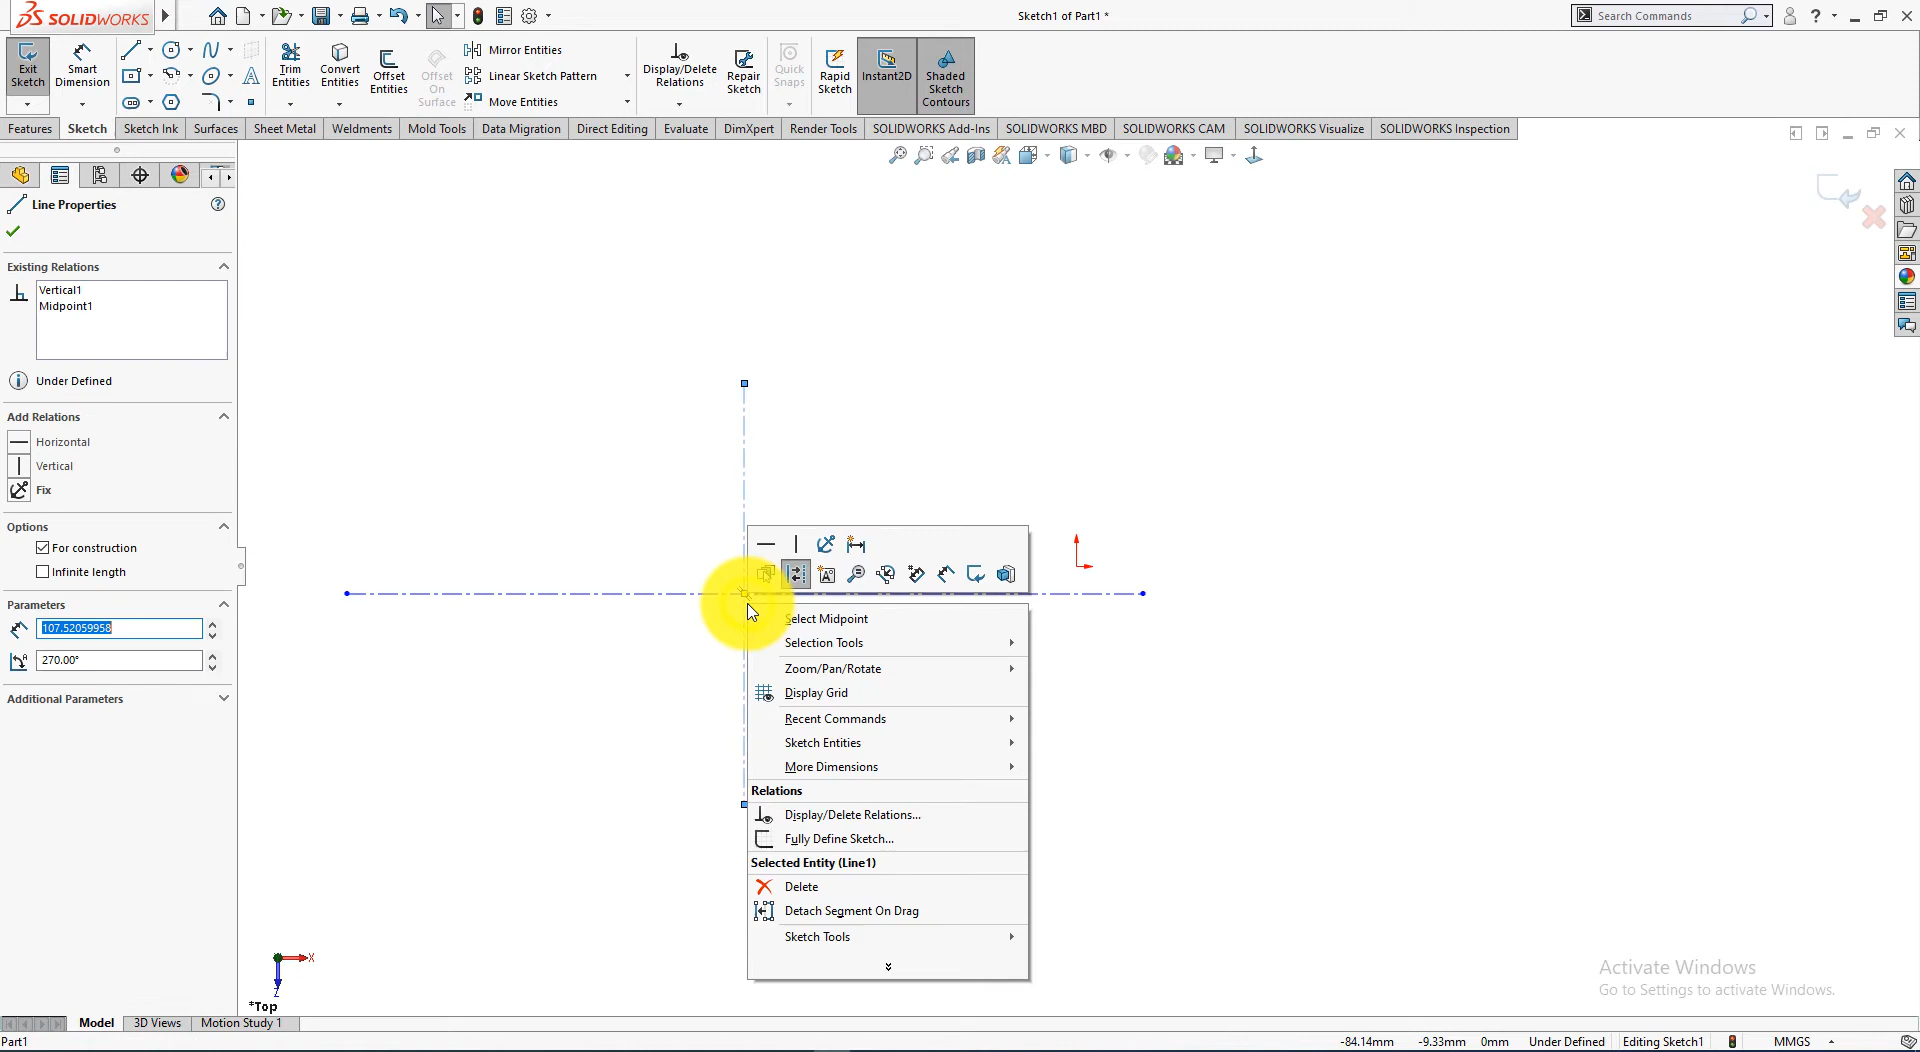 SOLIDWORKS
Sketch1 of Part1 *
Search Commands
Exit Sketch
Smart Dimension
Trim Entities
Convert Entities
Offset Entities
Offset On Surface
Mirror Entities
Linear Sketch Pattern
Move Entities
Display/Delete Relations
Repair Sketch
Quick Snaps
Rapid Sketch
Instant2D
Shaded Sketch Contours
Features
Sketch
Sketch Ink
Surfaces
Sheet Metal
Weldments
Mold Tools
Data Migration
Direct Editing
Evaluate
DimXpert
Render Tools
SOLIDWORKS Add-Ins
SOLIDWORKS MBD
SOLIDWORKS CAM
SOLIDWORKS Visualize
SOLIDWORKS Inspection
Line Properties
Existing Relations
Vertical1
Midpoint1
Under Defined
Add Relations
Horizontal
Vertical
Fix
Options
For construction
Infinite length
Parameters
107.52059958
270.00°
Additional Parameters
Select Midpoint
Selection Tools
Zoom/Pan/Rotate
Display Grid
Recent Commands
Sketch Entities
More Dimensions
Relations
Display/Delete Relations...
Fully Define Sketch...
Selected Entity (Line1)
Delete
Detach Segment On Drag
Sketch Tools
X
Z
*Top
Activate Windows
Go to Settings to activate Windows.
Model
3D Views
Motion Study 1
Part1
-84.14mm
-9.33mm
0mm
Under Defined
Editing Sketch1
MMGS